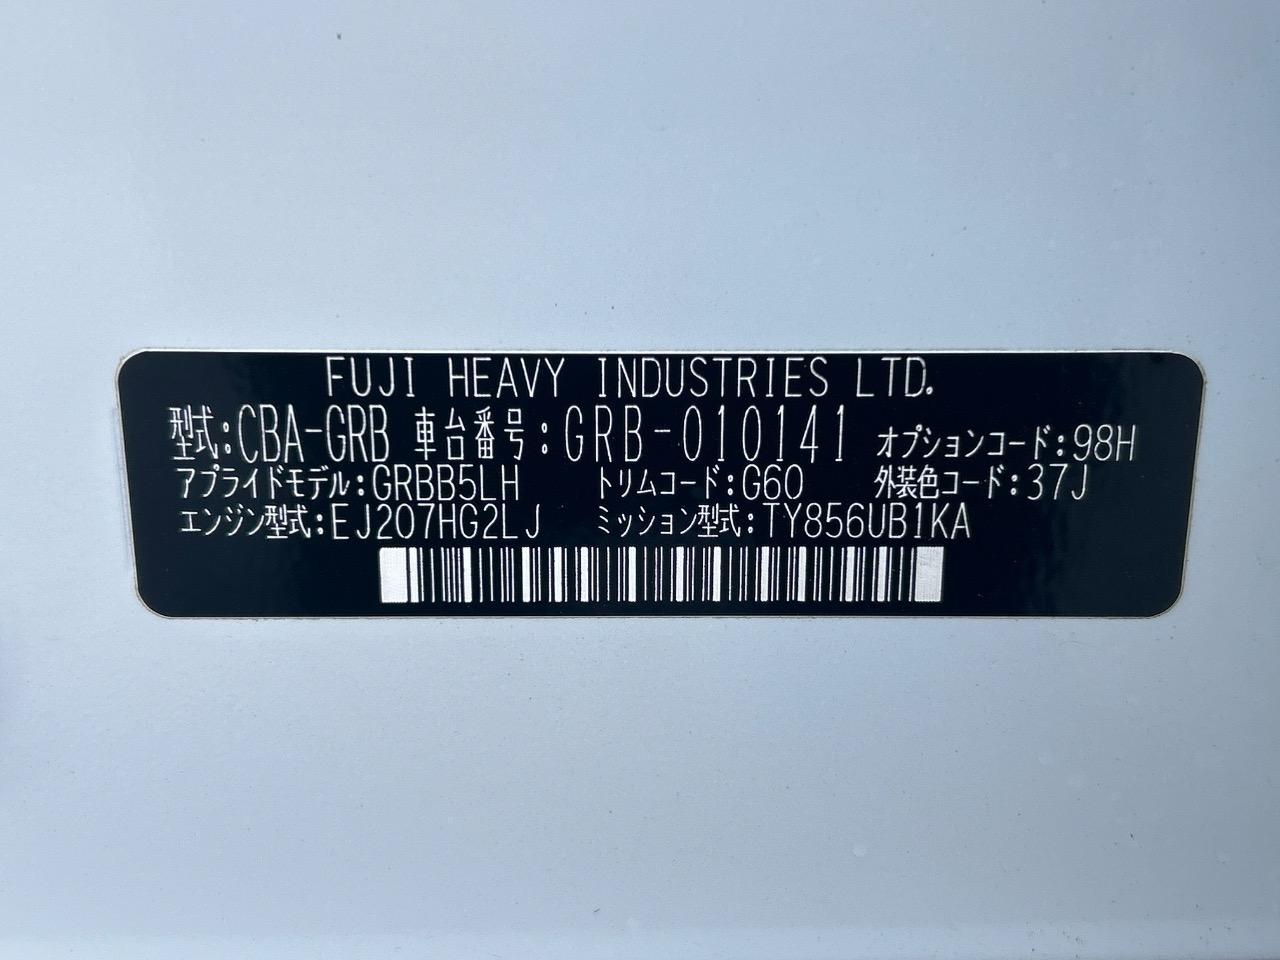 FUJI HEAVY INDUSTRIES LTD.
型式:CBA-GRB 車台番号:GRB-010141 オプションコード:98H
アプライドモデル:GRBB5LH トリムコード:G60 外装色コード:37J
エンジン型式:EJ207HG2LJ ミッション型式:TY856UB1KA